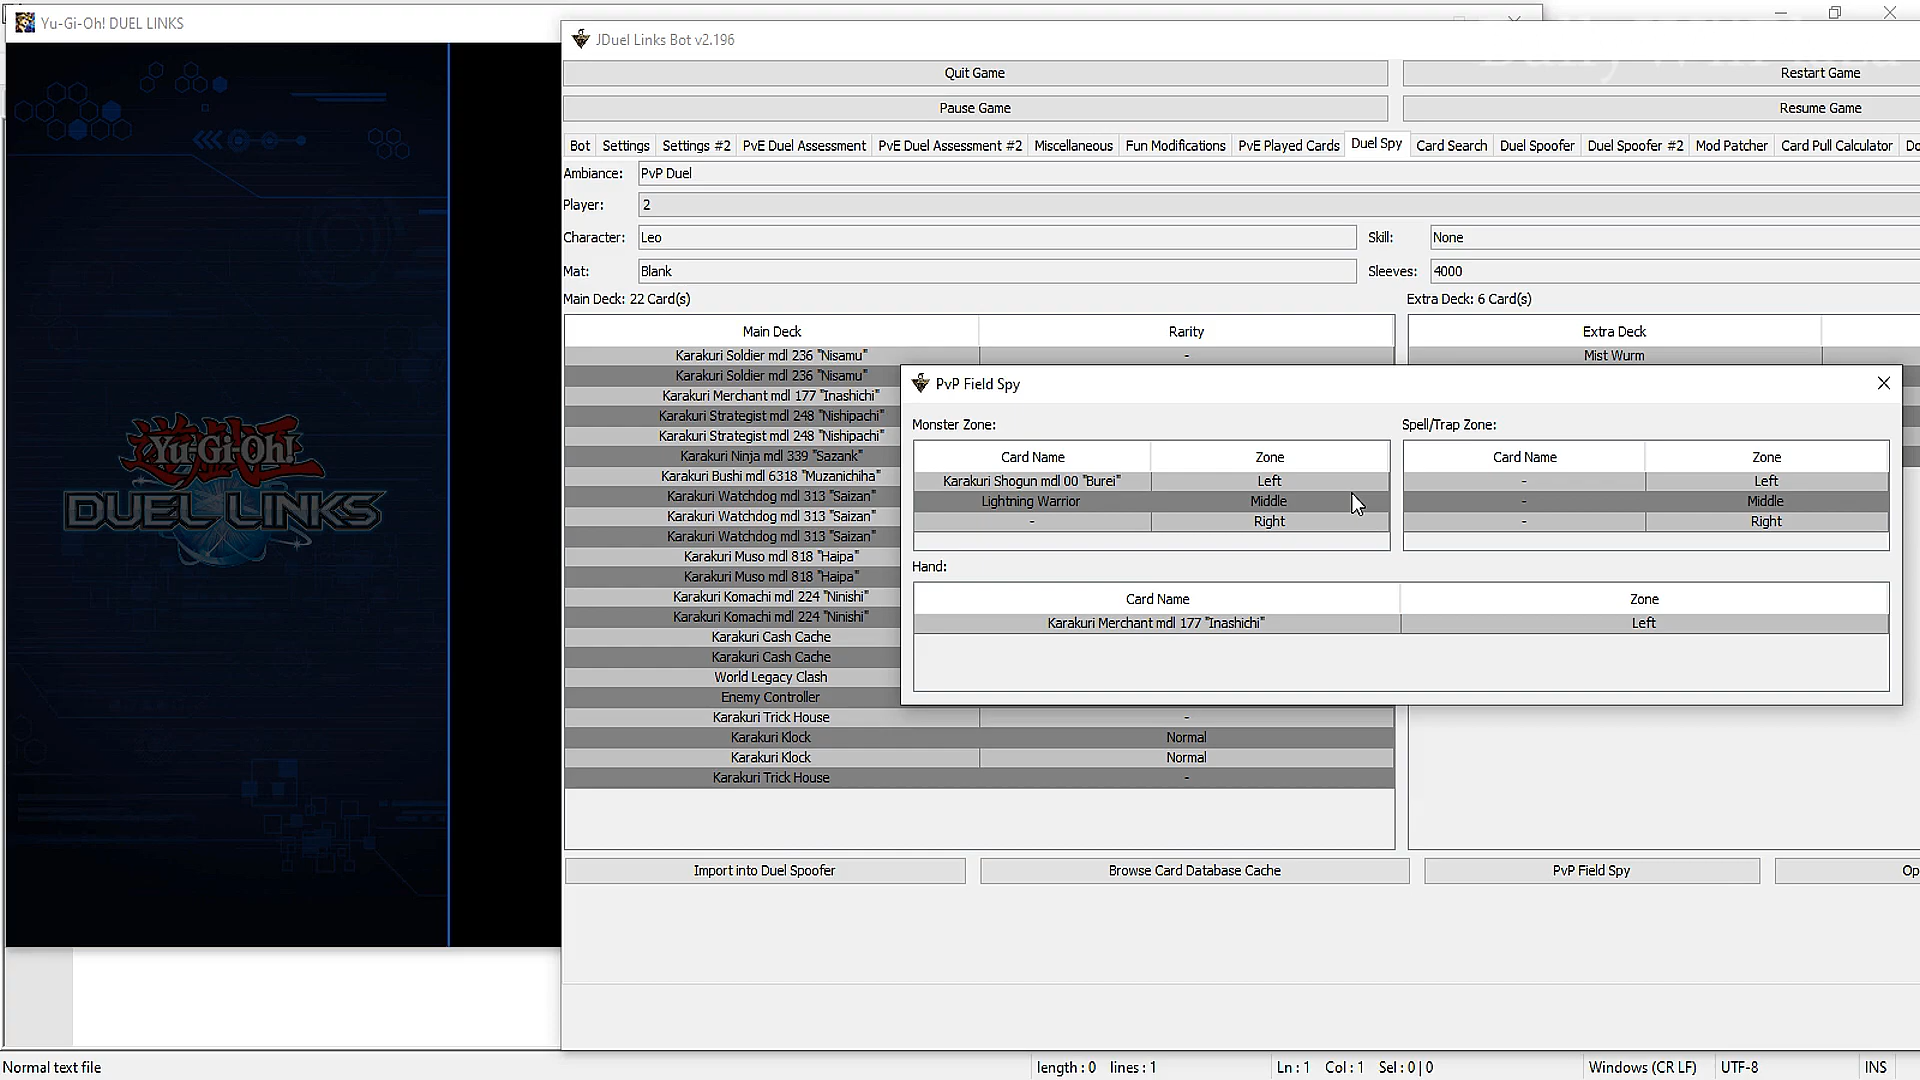 Yu-Gi-Oh! DUEL LINKS
JDuel Links Bot v2.196
Quit Game
Restart Game
Pause Game
Resume Game
Bot Settings Settings #2 PvE Duel Assessment PvE Duel Assessment #2 Miscellaneous Fun Modifications PvE Played Cards Duel Spy Card Search Duel Spoofer Duel Spoofer #2 Mod Patcher Card Pull Calculator Do
Ambiance: PvP Duel
Player: 2
Character: Leo Skill: None
Mat: Blank Sleeves: 4000
Main Deck: 22 Card(s) Extra Deck: 6 Card(s)
Main Deck Rarity Extra Deck
Karakuri Soldier mdl 236 "Nisamu" - Mist Wurm
Karakuri Soldier mdl 236 "Nisamu"
Karakuri Merchant mdl 177 "Inashichi"
Karakuri Strategist mdl 248 "Nishipachi"
Karakuri Strategist mdl 248 "Nishipachi"
Karakuri Ninja mdl 339 "Sazank"
Karakuri Bushi mdl 6318 "Muzanichiha"
Karakuri Watchdog mdl 313 "Saizan"
Karakuri Watchdog mdl 313 "Saizan"
Karakuri Watchdog mdl 313 "Saizan"
Karakuri Muso mdl 818 "Haipa"
Karakuri Muso mdl 818 "Haipa"
Karakuri Komachi mdl 224 "Ninishi"
Karakuri Komachi mdl 224 "Ninishi"
Karakuri Cash Cache
Karakuri Cash Cache
World Legacy Clash
Enemy Controller
Karakuri Trick House -
Karakuri Klock Normal
Karakuri Klock Normal
Karakuri Trick House -
PvP Field Spy
Monster Zone: Spell/Trap Zone:
Card Name Zone Card Name Zone
Karakuri Shogun mdl 00 "Burei" Left - Left
Lightning Warrior Middle - Middle
- Right - Right
Hand:
Card Name Zone
Karakuri Merchant mdl 177 "Inashichi" Left
Import into Duel Spoofer Browse Card Database Cache PvP Field Spy Op
遊戯王
Yu-Gi-Oh!
DUEL LINKS
Normal text file length : 0 lines : 1 Ln : 1 Col : 1 Sel : 0 | 0 Windows (CR LF) UTF-8 INS